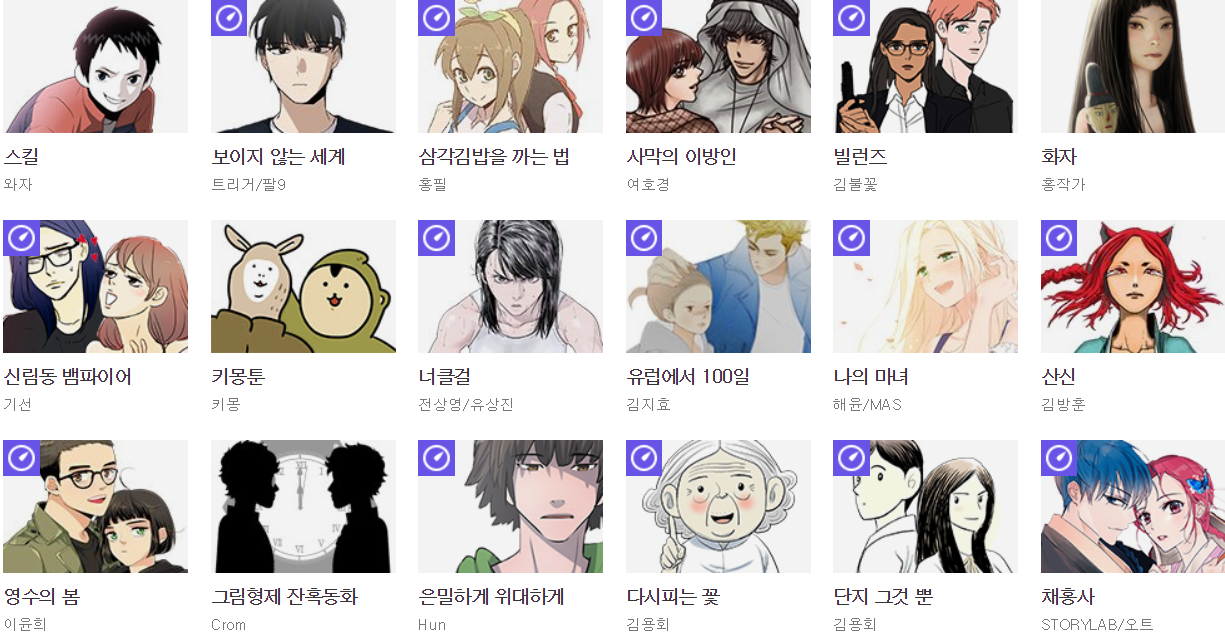 스킬
와자
보이지 않는 세계
트리거/팔9
삼각김밥을 까는 법
홍필
사막의 이방인
여호경
빌런즈
김불꽃
화자
홍작가
신림동 뱀파이어
기선
키몽툰
키몽
너클걸
전상영/유상진
유럽에서 100일
김지효
나의 마녀
해윤/MAS
산신
김방훈
영수의 봄
이윤희
그림형제 잔혹동화
Crom
은밀하게 위대하게
Hun
다시피는 꽃
김용회
단지 그것 뿐
김용회
채홍사
STORYLAB/오트